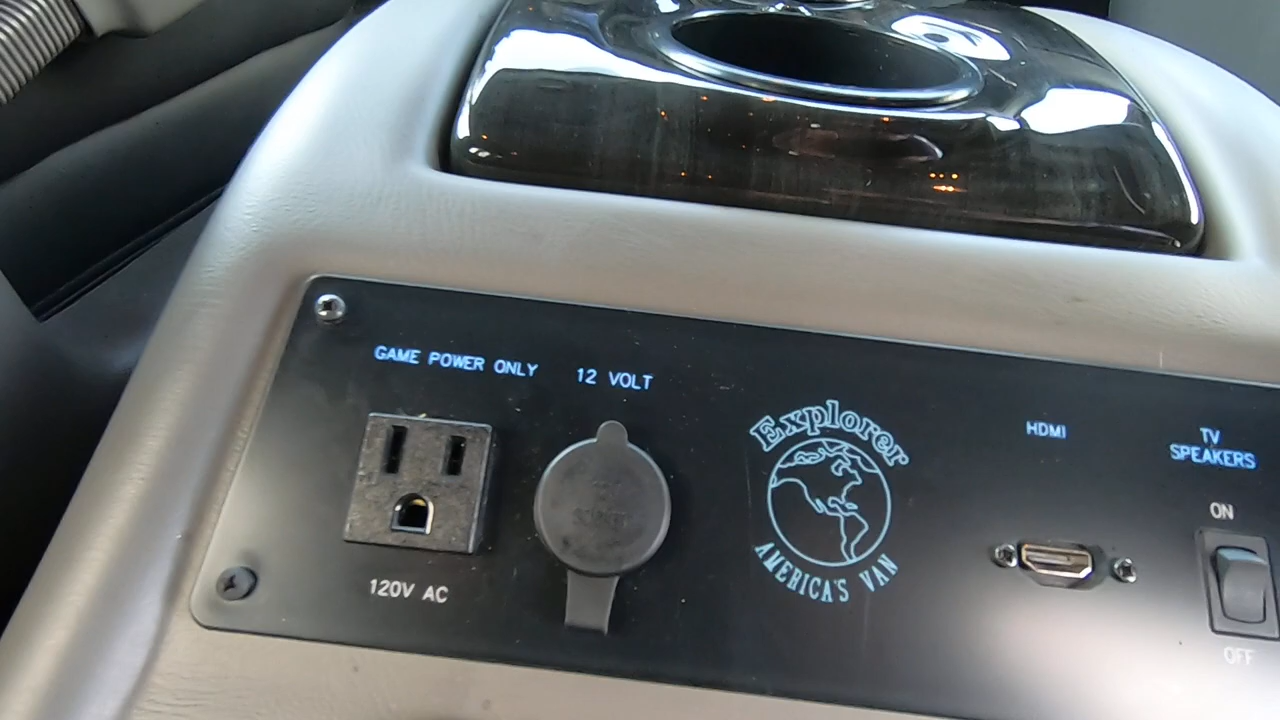 GAME POWER ONLY
12 VOLT
120V AC
Explorer
AMERICA'S VAN
HDMI
TV
SPEAKERS
ON
OFF